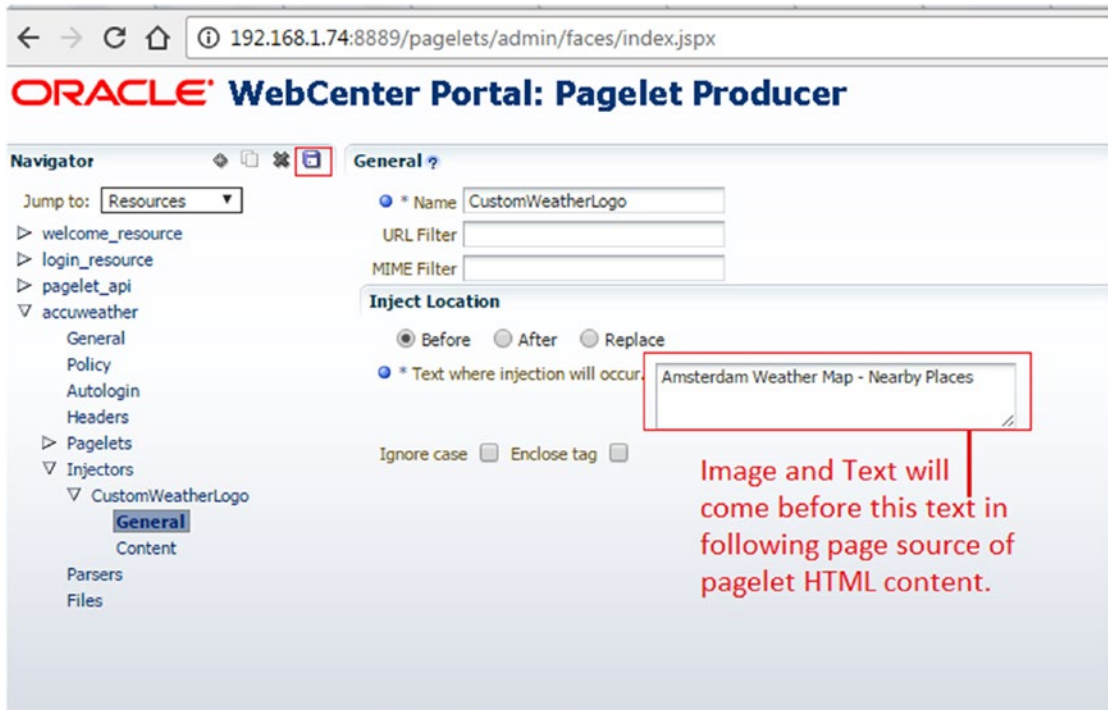 192.168.1.74:8889/pagelets/admin/faces/index.jspx
ORACLE WebCenter Portal: Pagelet Producer
Navigator
General ?
Jump to: Resources
* Name CustomWeatherLogo
welcome_resource
URL Filter
login_resource
MIME Filter
pagelet_api
Inject Location
accuweather
General
Before After Replace
Policy
* Text where injection will occur. Amsterdam Weather Map - Nearby Places
Autologin
Headers
Pagelets
Ignore case Enclose tag
Injectors
CustomWeatherLogo
General
Content
Parsers
Files
Image and Text will
come before this text in
following page source of
pagelet HTML content.